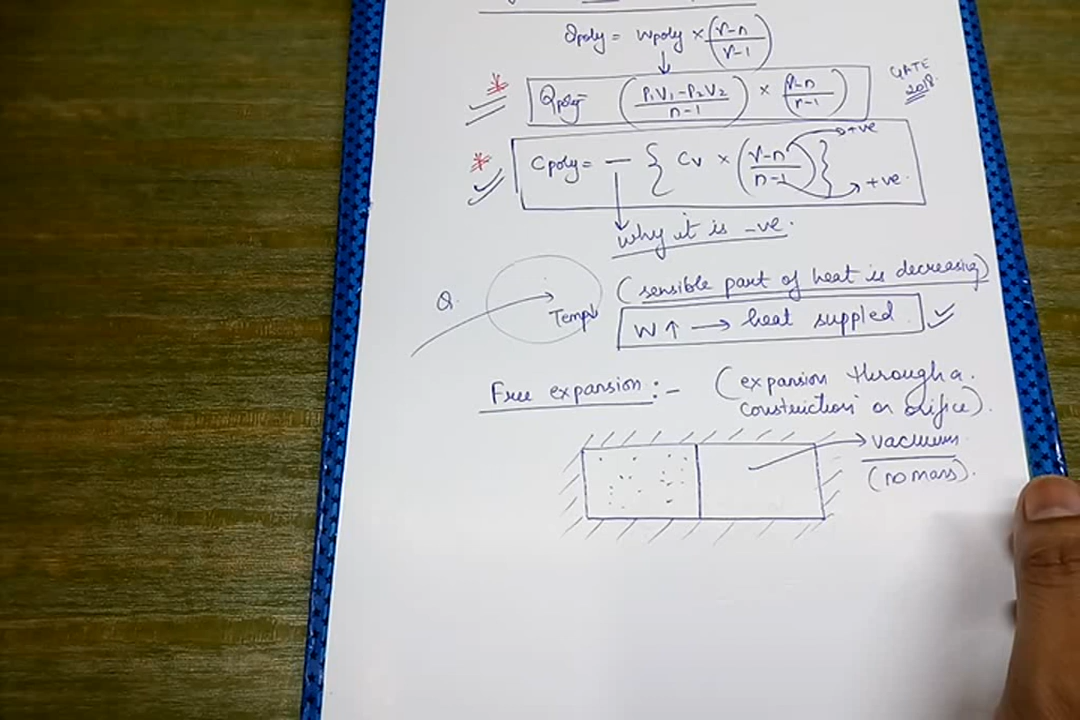 Qpoly = Wpoly × (γ-n / γ-1)
Qpoly = (P₁V₁ - P₂V₂ / n-1) × (γ-n / γ-1)
GATE 2018
Cpoly = - { Cv × (γ-n / n-1) }
+ve
+ve
Why it is -ve.
Q.
Temp↓
(sensible part of heat is decreasing)
W↑ → heat suppled
Free expansion :- (expansion through a
constriction or orifice).
vacuum
(no mass).